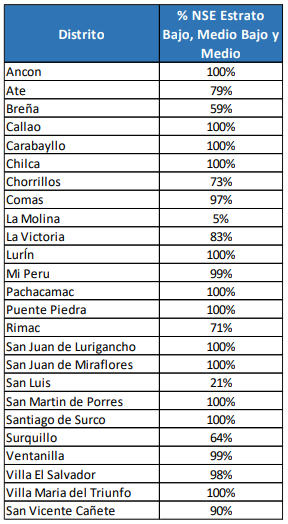 Distrito % NSE Estrato Bajo, Medio Bajo y Medio
Ancon 100%
Ate 79%
Breña 59%
Callao 100%
Carabayllo 100%
Chilca 100%
Chorrillos 73%
Comas 97%
La Molina 5%
La Victoria 83%
Lurín 100%
Mi Peru 99%
Pachacamac 100%
Puente Piedra 100%
Rimac 71%
San Juan de Lurigancho 100%
San Juan de Miraflores 100%
San Luis 21%
San Martin de Porres 100%
Santiago de Surco 100%
Surquillo 64%
Ventanilla 99%
Villa El Salvador 98%
Villa Maria del Triunfo 100%
San Vicente Cañete 90%